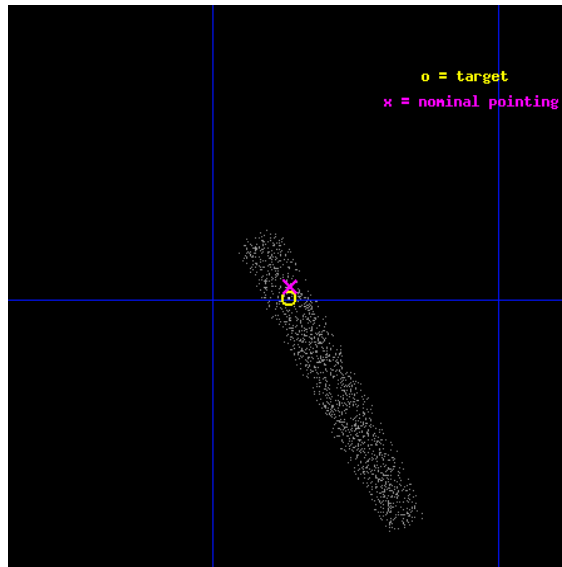 o = target
x = nominal pointing